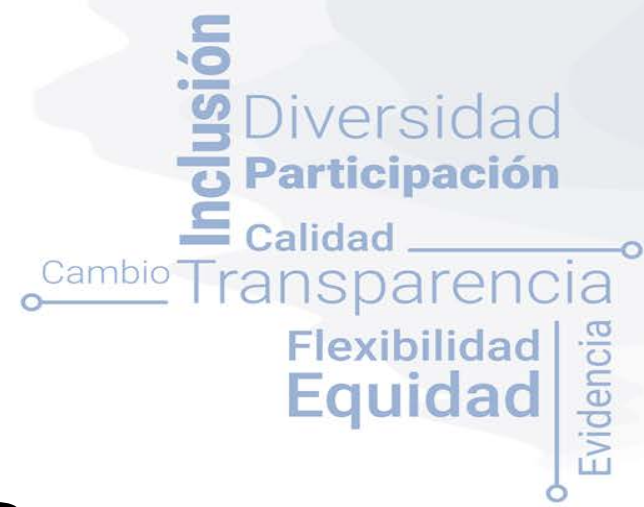 Inclusión
Diversidad
Participación
Calidad
Cambio
Transparencia
Flexibilidad
Equidad
Evidencia